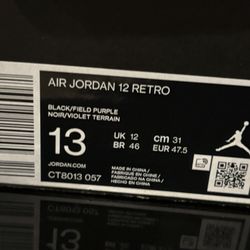 AIR JORDAN 12 RETRO
BLACK/FIELD PURPLE
NOIR/VIOLET TERRAIN
13
UK 12
cm 31
BR 46
EUR 47.5
JORDAN.COM
CT8013 057
MADE IN CHINA
FABRIQUÉ EN CHINE
FABRICADO NA CHINA
HECHO EN CHINA